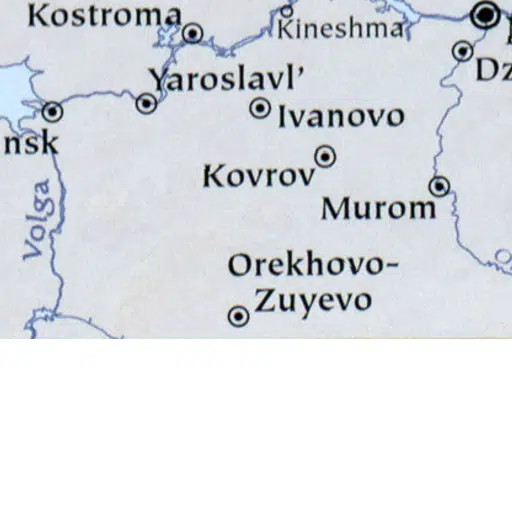 Kostroma
Kineshma
Dz
Yaroslavl'
Ivanovo
nsk
Kovrov
Murom
Volga
Orekhovo-
Zuyevo